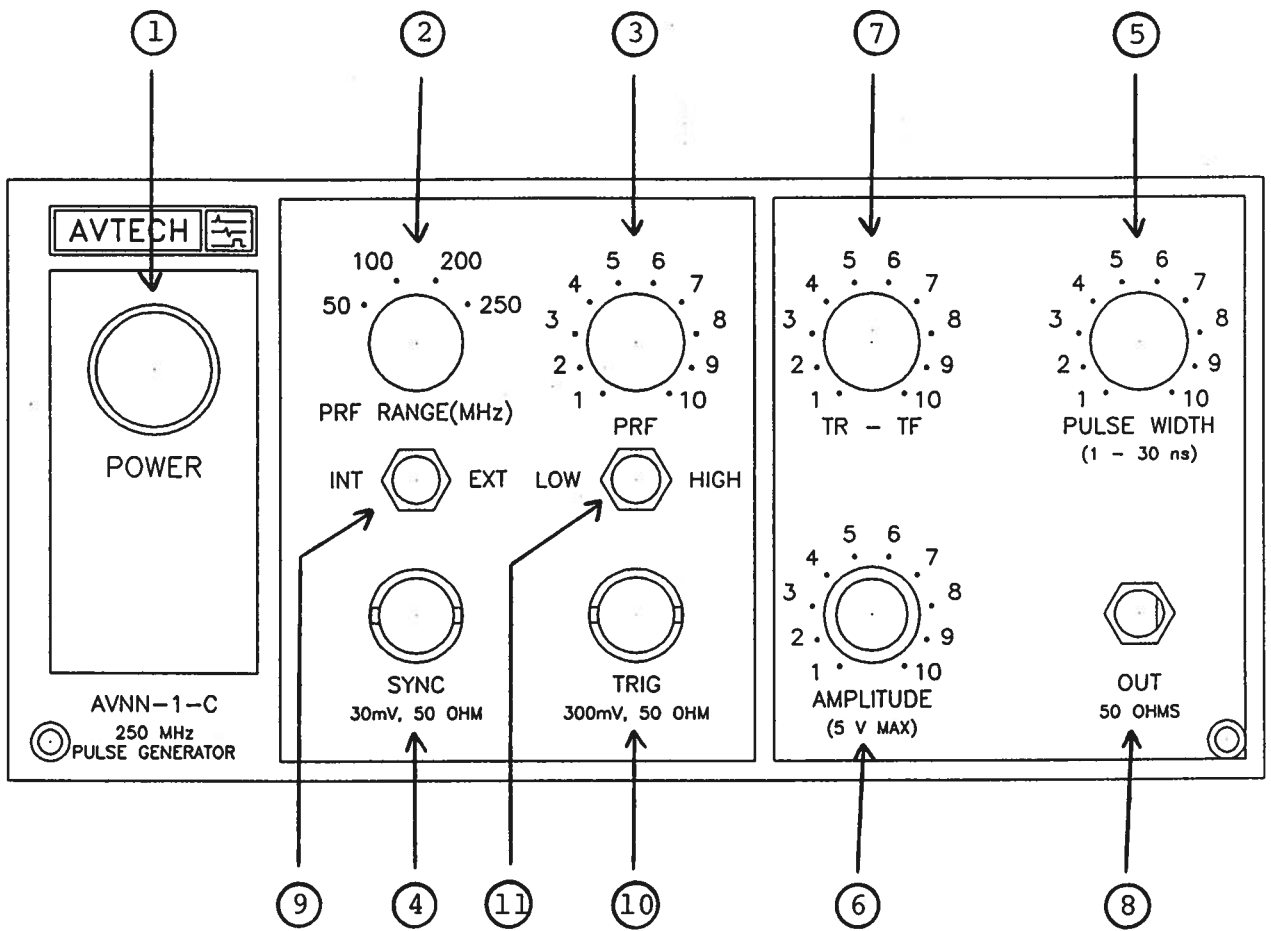 1 2 3 7 5
AVTECH
POWER
AVNN-1-C
250 MHz
PULSE GENERATOR
50 100 200 250
PRF RANGE(MHz)
INT EXT
SYNC
30mV, 50 OHM
1 2 3 4 5 6 7 8 9 10
PRF
LOW HIGH
TRIG
300mV, 50 OHM
1 2 3 4 5 6 7 8 9 10
TR - TF
1 2 3 4 5 6 7 8 9 10
PULSE WIDTH
(1 - 30 ns)
1 2 3 4 5 6 7 8 9 10
AMPLITUDE
(5 V MAX)
OUT
50 OHMS
9 4 11 10 6 8